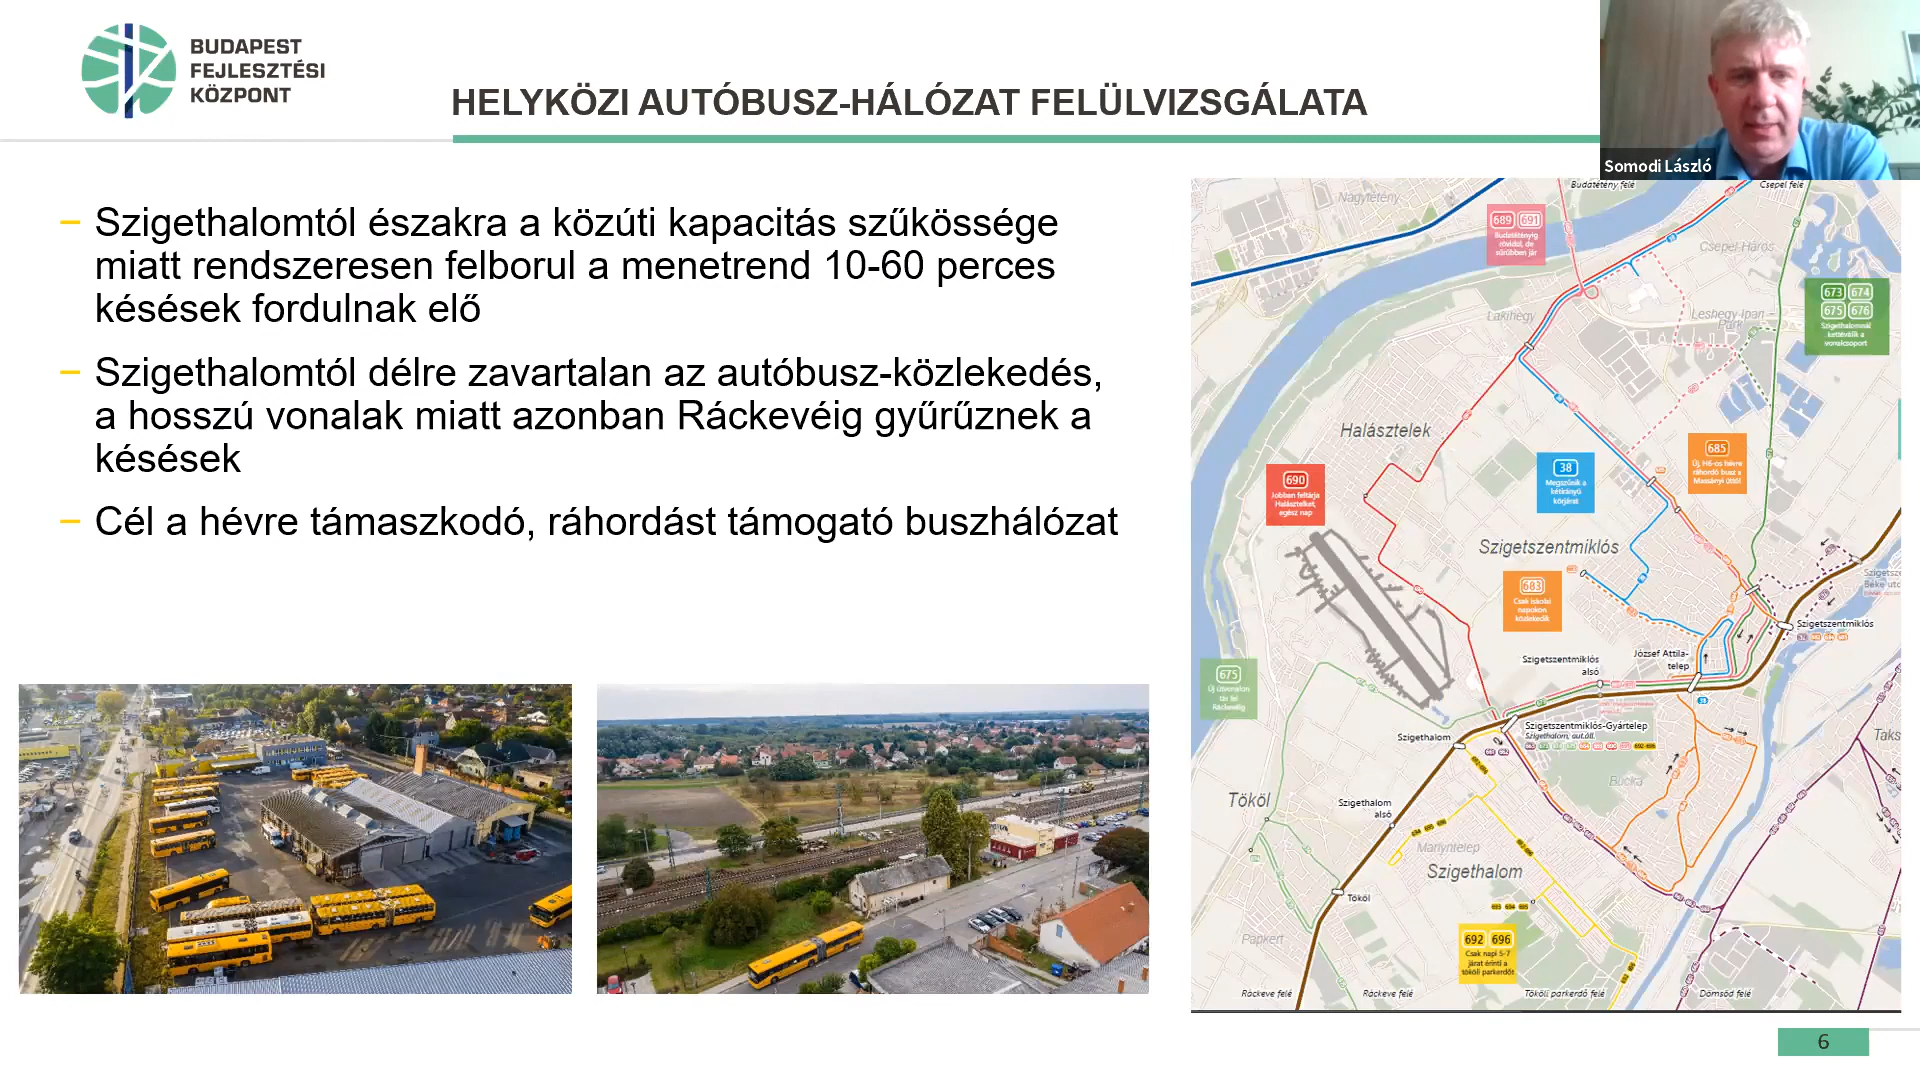 BUDAPEST
FEJLESZTÉSI
KÖZPONT
HELYKÖZI AUTÓBUSZ-HÁLÓZAT FELÜLVIZSGÁLATA
Somodi László
– Szigethalomtól északra a közúti kapacitás szűkössége
miatt rendszeresen felborul a menetrend 10-60 perces
késések fordulnak elő
– Szigethalomtól délre zavartalan az autóbusz-közlekedés,
a hosszú vonalak miatt azonban Ráckevéig gyűrűznek a
késések
– Cél a hévre támaszkodó, ráhordást támogató buszhálózat
Budatétény felé
Csepel felé
Nagytétény
689 691
Budatétényig
rövidül, de
sűrűbben jár
Csepel-Háros
673 674
675 676
Szigethalomnál
kettéválik a
vonalcsoport
Lakihegy
Leshegy Ipari
Park
Halásztelek
685
Új, H6-os hévre
ráhordó busz a
Massányi úttól
38
Megszűnik a
kétirányú
körjárat
690
Jobban feltárja
Halásztelket,
egész nap
Szigetszentmiklós
683
Csak iskolai
napokon
közlekedik
Szigetszentmiklós
József Attila-
telep
Szigetszentmiklós
alsó
675
Új útvonalon
tár fel
Ráckevéig
Szigetszentmiklós-Gyártelep
Szigethalom, aut.áll.
Szigethalom
Taks
Bucka
Tököl
Szigethalom
alsó
Mariyntelep
Szigethalom
Tököl
Papkert
692 696
Csak napi 5-7
járat érinti a
tököli parkerdőt
Ráckeve felé
Ráckeve felé
Tököli parkerdő felé
Dömsöd felé
6